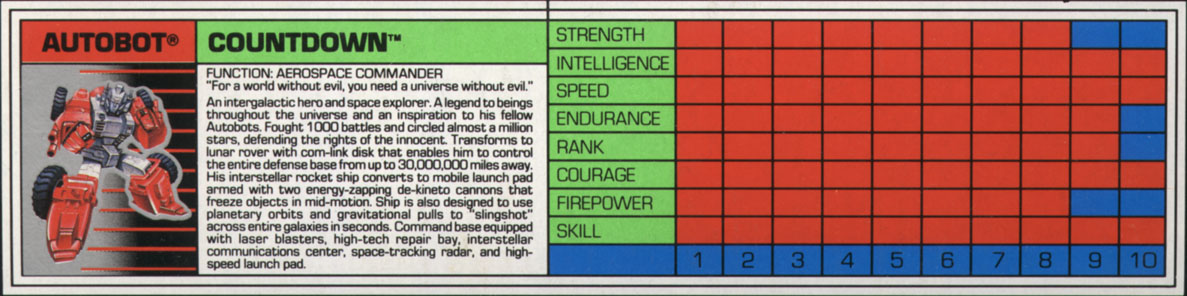 AUTOBOT®
COUNTDOWN™
FUNCTION: AEROSPACE COMMANDER
"For a world without evil, you need a universe without evil."
An intergalactic hero and space explorer. A legend to beings
throughout the universe and an inspiration to his fellow
Autobots. Fought 1000 battles and circled almost a million
stars, defending the rights of the innocent. Transforms to
lunar rover with com-link disk that enables him to control
the entire defense base from up to 30,000,000 miles away.
His interstellar rocket ship converts to mobile launch pad
armed with two energy-zapping de-kineto cannons that
freeze objects in mid-motion. Ship is also designed to use
planetary orbits and gravitational pulls to "slingshot"
across entire galaxies in seconds. Command base equipped
with laser blasters, high-tech repair bay, interstellar
communications center, space-tracking radar, and high-
speed launch pad.
STRENGTH
INTELLIGENCE
SPEED
ENDURANCE
RANK
COURAGE
FIREPOWER
SKILL
1 2 3 4 5 6 7 8 9 10